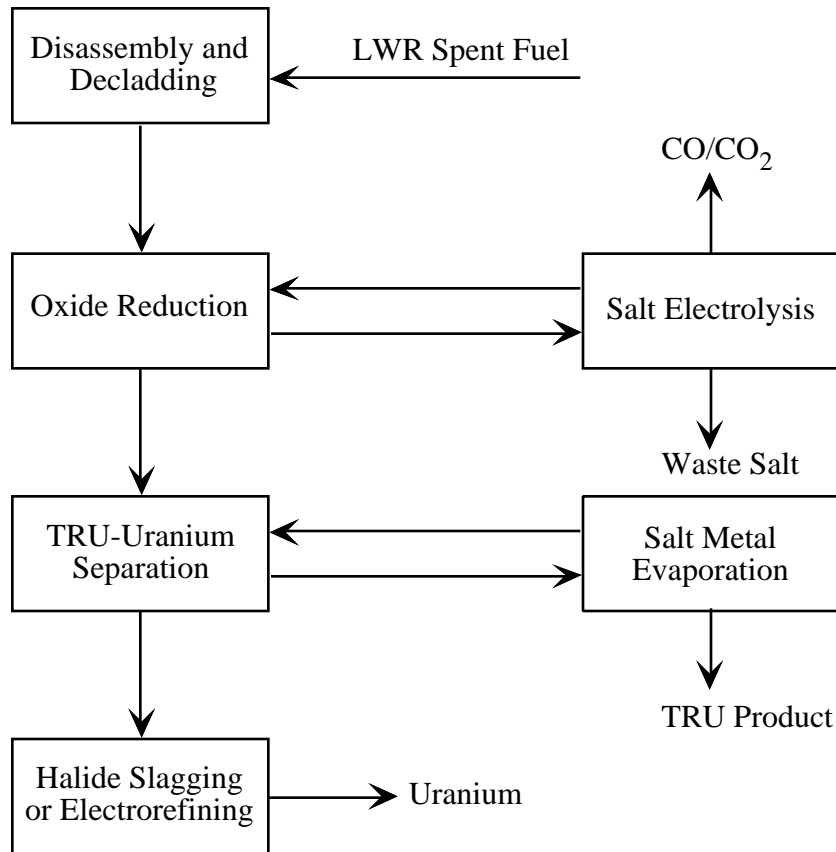 Disassembly and
Decladding
LWR Spent Fuel
CO/CO₂
Oxide Reduction
Salt Electrolysis
Waste Salt
TRU-Uranium
Separation
Salt Metal
Evaporation
TRU Product
Halide Slagging
or Electrorefining
Uranium